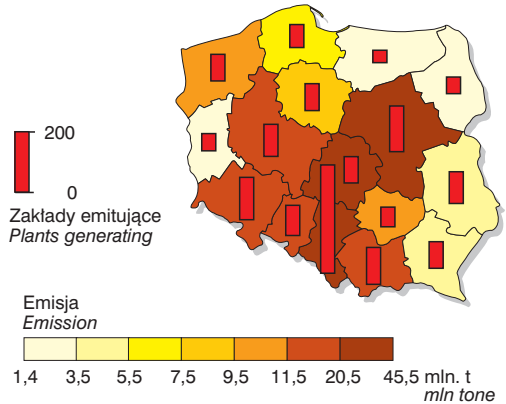 200
0
Zakłady emitujące
Plants generating
Emisja
Emission
1,4 3,5 5,5 7,5 9,5 11,5 20,5 45,5 mln. t
mln tone